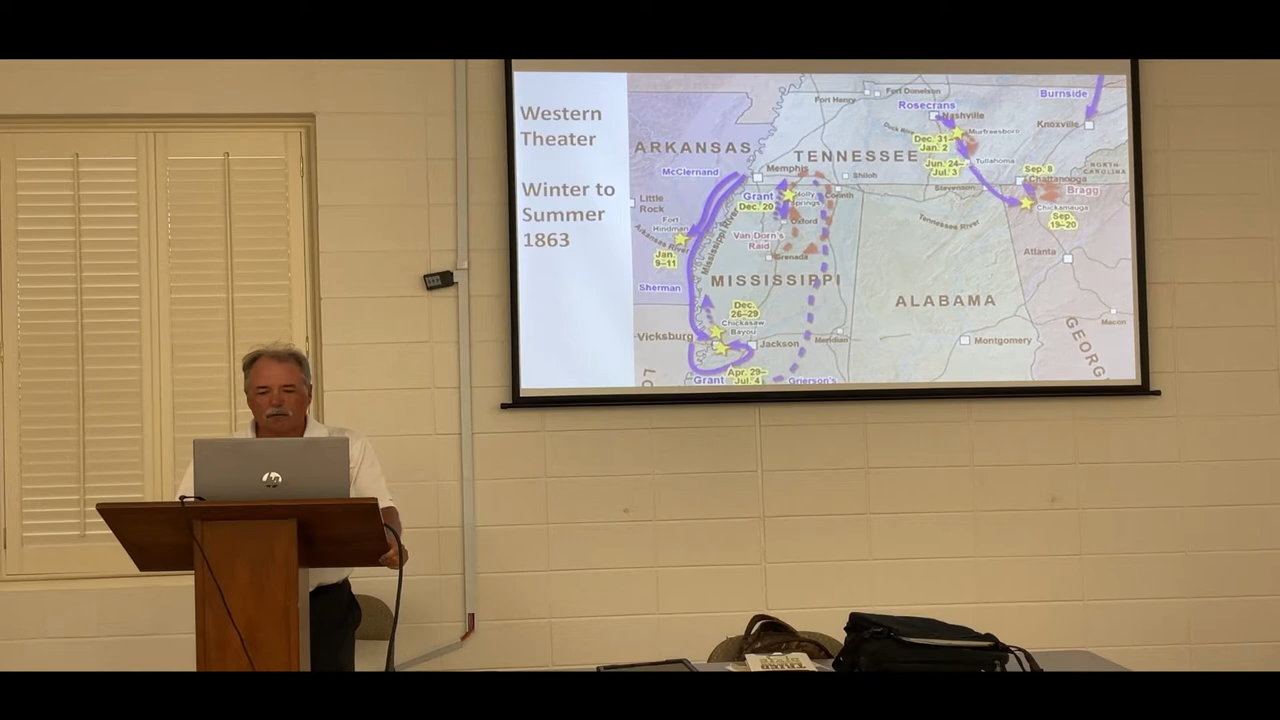 Western
Theater
Winter to
Summer
1863
Fort Donelson
Fort Henry
Rosecrans
Nashville
Burnside
Knoxville
Duck River
Dec. 31–
Jan. 2
Murfreesboro
ARKANSAS
TENNESSEE
Jun. 24–
Jul. 3
Tullahoma
NORTH
CAROLINA
McClernand
Memphis
Shiloh
Sep. 8
Chattanooga
Stevenson
Bragg
Grant
Dec. 20
Holly
Springs
Corinth
Little
Rock
Chickamauga
Sep.
19–20
Fort
Hindman
Arkansas River
Mississippi River
Oxford
Tennessee River
Van Dorn's
Raid
Jan.
9–11
Grenada
Atlanta
MISSISSIPPI
Sherman
ALABAMA
Dec.
26–29
Chickasaw
Bayou
Macon
Vicksburg
Jackson
Meridian
Montgomery
GEORG
LO
Grant
Apr. 29–
Jul. 4
Grierson's
hp